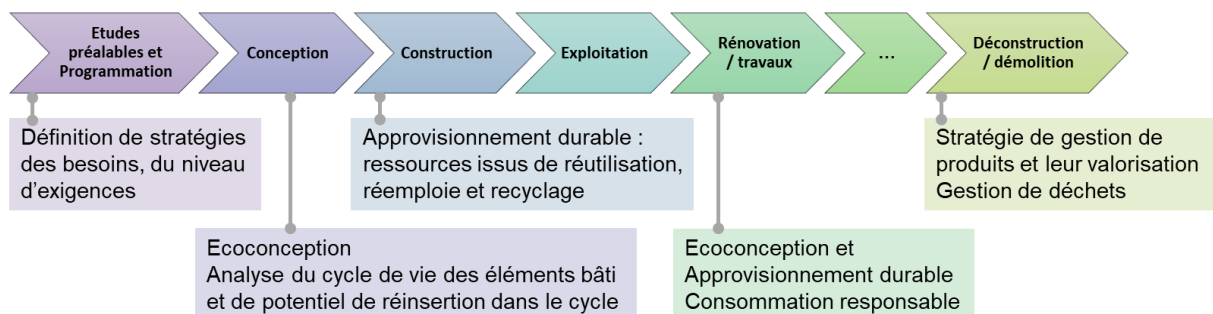 Etudes
préalables et
Programmation
Conception
Construction
Exploitation
Rénovation
/ travaux
...
Déconstruction
/ démolition
Définition de stratégies
des besoins, du niveau
d'exigences
Approvisionnement durable :
ressources issus de réutilisation,
réemploie et recyclage
Stratégie de gestion de
produits et leur valorisation
Gestion de déchets
Ecoconception
Analyse du cycle de vie des éléments bâti
et de potentiel de réinsertion dans le cycle
Ecoconception et
Approvisionnement durable
Consommation responsable